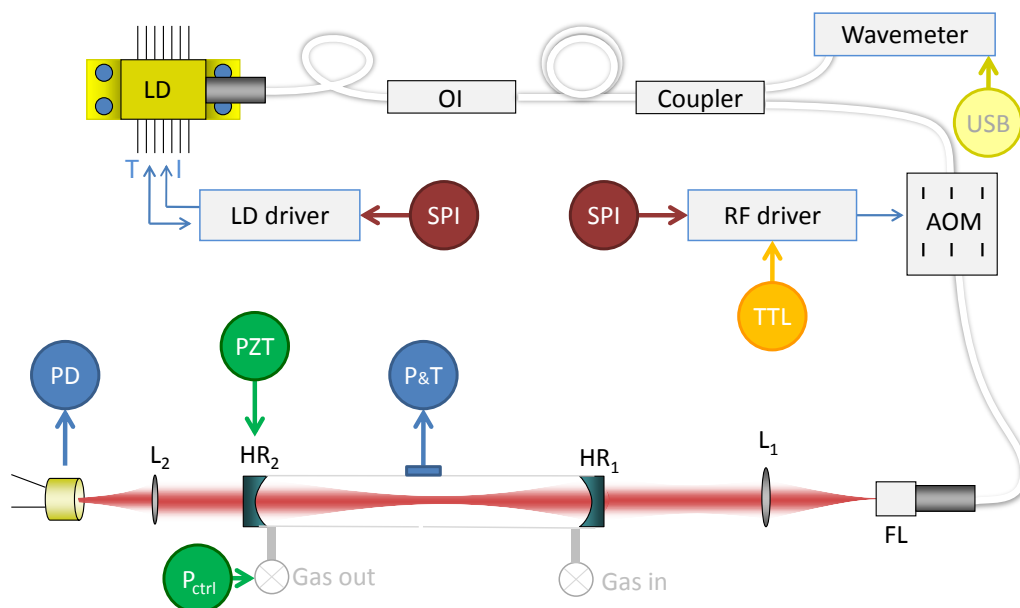 Wavemeter
LD
OI
Coupler
USB
T
I
LD driver
SPI
SPI
RF driver
AOM
TTL
PZT
PD
P&T
L₂
HR₂
HR₁
L₁
FL
P_ctrl
Gas out
Gas in